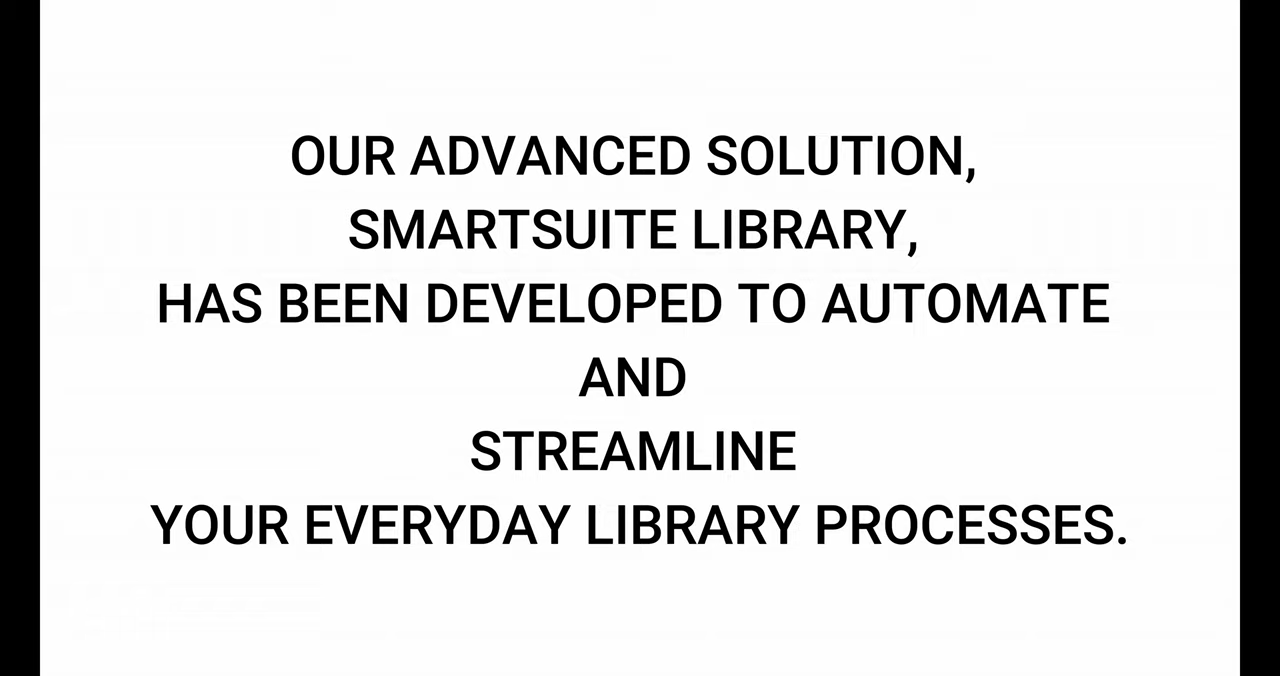 OUR ADVANCED SOLUTION,
SMARTSUITE LIBRARY,
HAS BEEN DEVELOPED TO AUTOMATE
AND
STREAMLINE
YOUR EVERYDAY LIBRARY PROCESSES.